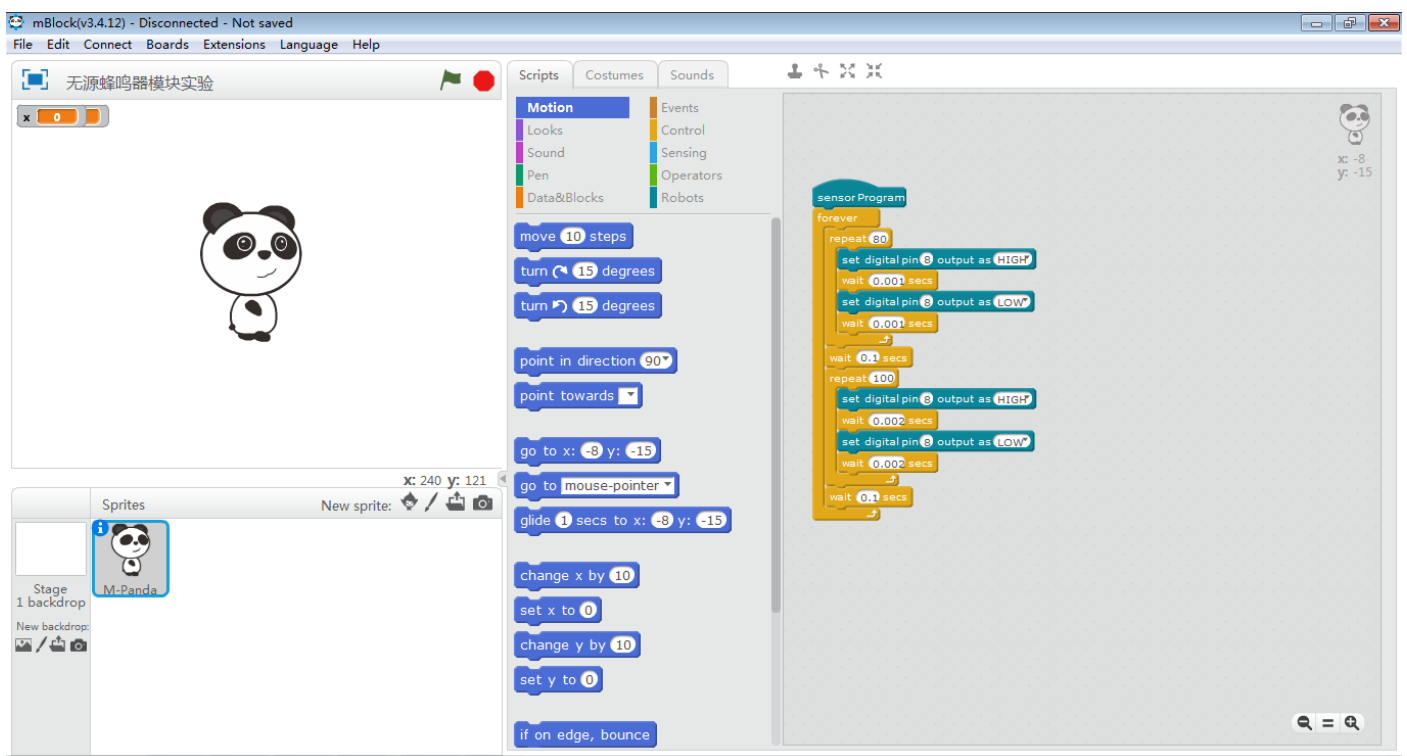 mBlock(v3.4.12) - Disconnected - Not saved
File Edit Connect Boards Extensions Language Help
无源蜂鸣器模块实验
x 0
x: 240 y: 121
Sprites New sprite:
Stage
1 backdrop
New backdrop:
M-Panda
Scripts Costumes Sounds
Motion Events
Looks Control
Sound Sensing
Pen Operators
Data&Blocks Robots
move 10 steps
turn 15 degrees
turn 15 degrees
point in direction 90
point towards
go to x: -8 y: -15
go to mouse-pointer
glide 1 secs to x: -8 y: -15
change x by 10
set x to 0
change y by 10
set y to 0
if on edge, bounce
sensor Program
forever
repeat 80
set digital pin 8 output as HIGH
wait 0.001 secs
set digital pin 8 output as LOW
wait 0.001 secs
wait 0.1 secs
repeat 100
set digital pin 8 output as HIGH
wait 0.002 secs
set digital pin 8 output as LOW
wait 0.002 secs
wait 0.1 secs
x: -8
y: -15